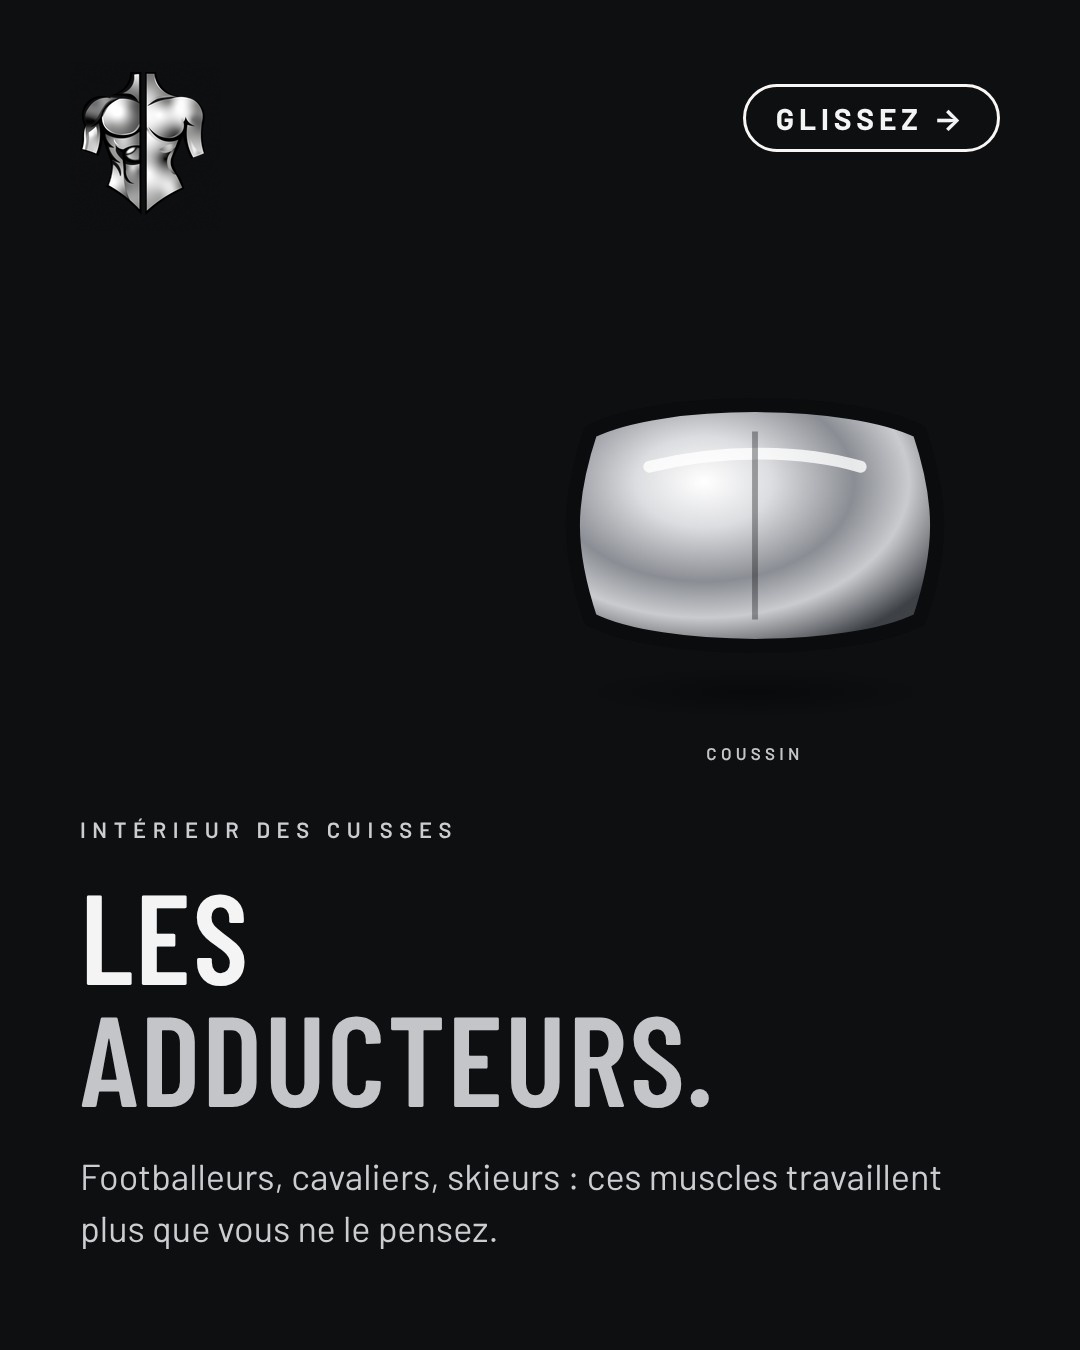 GLISSEZ →
COUSSIN
INTÉRIEUR DES CUISSES
LES
ADDUCTEURS.
Footballeurs, cavaliers, skieurs : ces muscles travaillent
plus que vous ne le pensez.